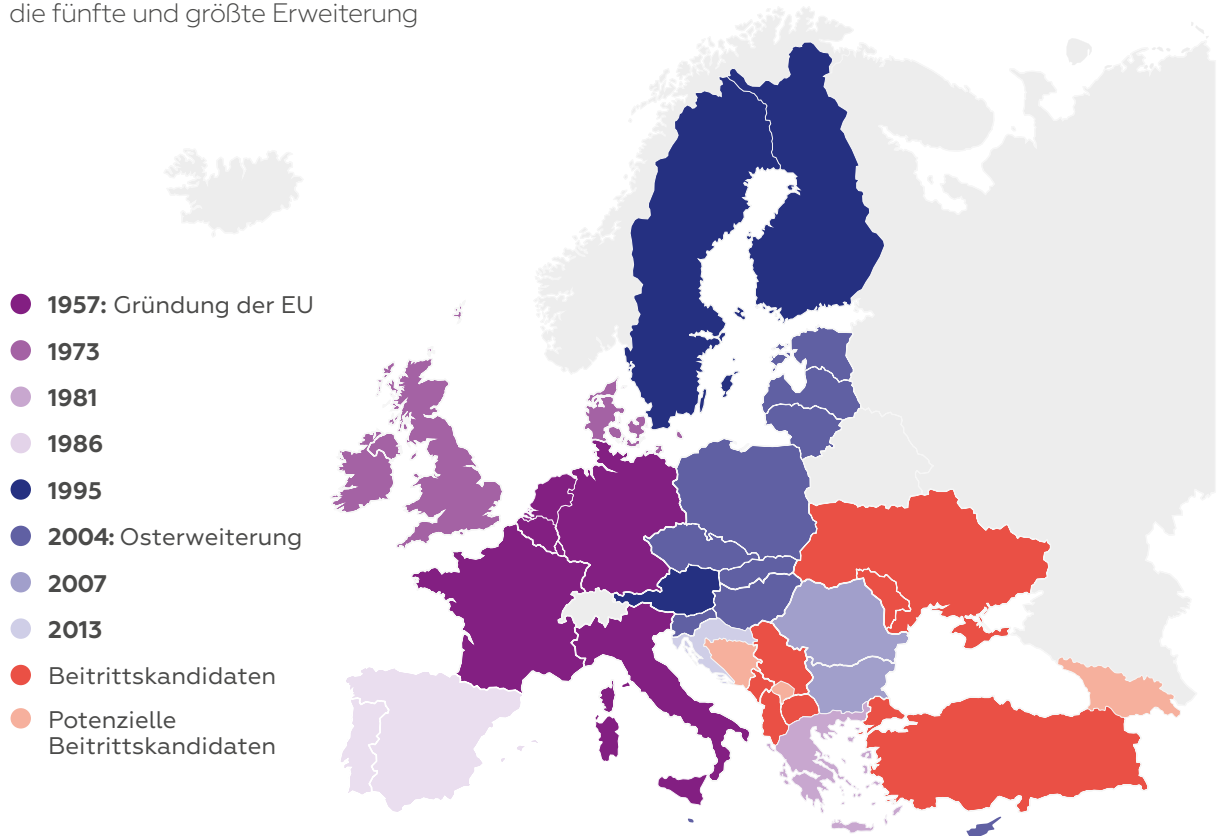 die fünfte und größte Erweiterung
1957: Gründung der EU
1973
1981
1986
1995
2004: Osterweiterung
2007
2013
Beitrittskandidaten
Potenzielle
Beitrittskandidaten